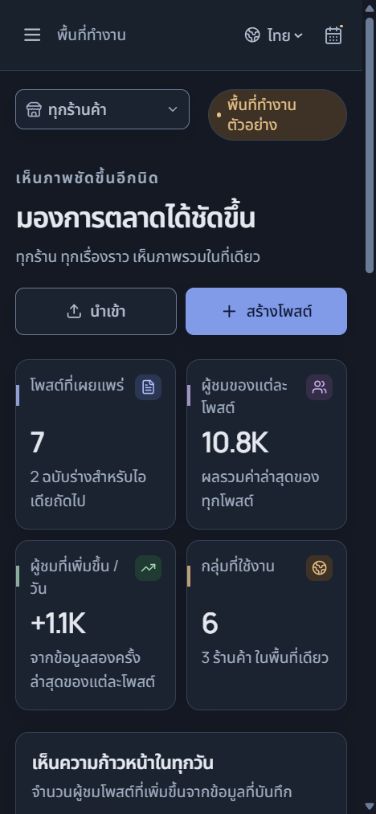 พื้นที่ทำงาน
ไทย
ทุกร้านค้า
พื้นที่ทำงาน
ตัวอย่าง
เห็นภาพชัดขึ้นอีกนิด
มองการตลาดได้ชัดขึ้น
ทุกร้าน ทุกเรื่องราว เห็นภาพรวมในที่เดียว
นำเข้า
+ สร้างโพสต์
โพสต์ที่เผยแพร่
7
2 ฉบับร่างสำหรับไอ
เดียถัดไป
ผู้ชมของแต่ละ
โพสต์
10.8K
ผลรวมค่าล่าสุดของ
ทุกโพสต์
ผู้ชมที่เพิ่มขึ้น /
วัน
+1.1K
จากข้อมูลสองครั้ง
ล่าสุดของแต่ละโพสต์
กลุ่มที่ใช้งาน
6
3 ร้านค้า ในพื้นที่เดียว
เห็นความก้าวหน้าในทุกวัน
จำนวนผู้ชมโพสต์ที่เพิ่มขึ้นจากข้อมูลที่บันทึก